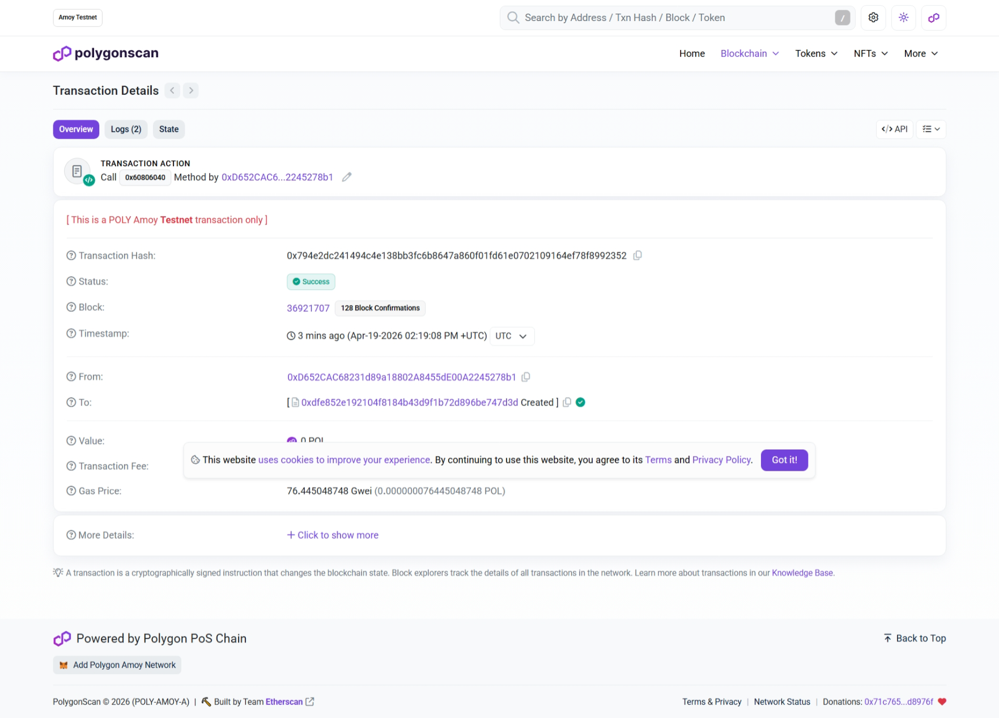 Amoy Testnet
Search by Address / Txn Hash / Block / Token
/
polygonscan
Home
Blockchain
Tokens
NFTs
More
Transaction Details
Overview
Logs (2)
State
API
TRANSACTION ACTION
Call 0x60806040 Method by 0xD652CAC6...2245278b1
[ This is a POLY Amoy Testnet transaction only ]
Transaction Hash:
0x794e2dc241494c4e138bb3fc6b8647a860f01fd61e0702109164ef78f8992352
Status:
Success
Block:
36921707 128 Block Confirmations
Timestamp:
3 mins ago (Apr-19-2026 02:19:08 PM +UTC) UTC
From:
0xD652CAC68231d89a18802A8455dE00A2245278b1
To:
[ 0xdfe852e192104f8184b43d9f1b72d896be747d3d Created ]
Value:
0 POL
Transaction Fee:
This website uses cookies to improve your experience. By continuing to use this website, you agree to its Terms and Privacy Policy.
Got it!
Gas Price:
76.445048748 Gwei (0.000000076445048748 POL)
More Details:
+ Click to show more
A transaction is a cryptographically signed instruction that changes the blockchain state. Block explorers track the details of all transactions in the network. Learn more about transactions in our Knowledge Base.
Powered by Polygon PoS Chain
Back to Top
Add Polygon Amoy Network
PolygonScan © 2026 (POLY-AMOY-A) | Built by Team Etherscan
Terms & Privacy | Network Status | Donations: 0x71c765...d8976f